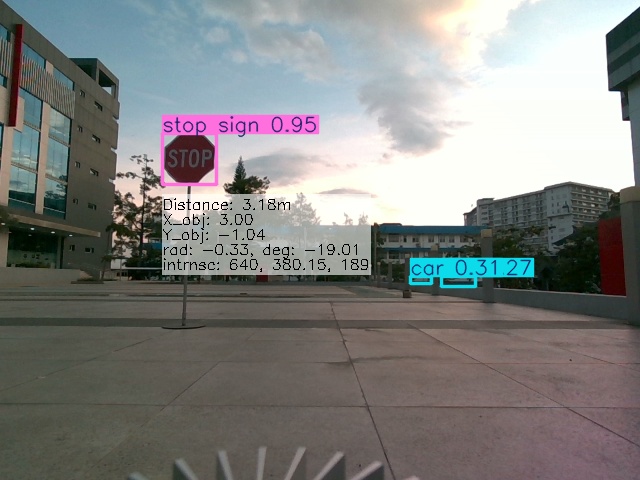 stop sign 0.95
STOP
Distance: 3.18m
X_obj: 3.00
Y_obj: -1.04
rad: -0.33, deg: -19.01
intrnsc: 640, 380.15, 189
car 0.31 27